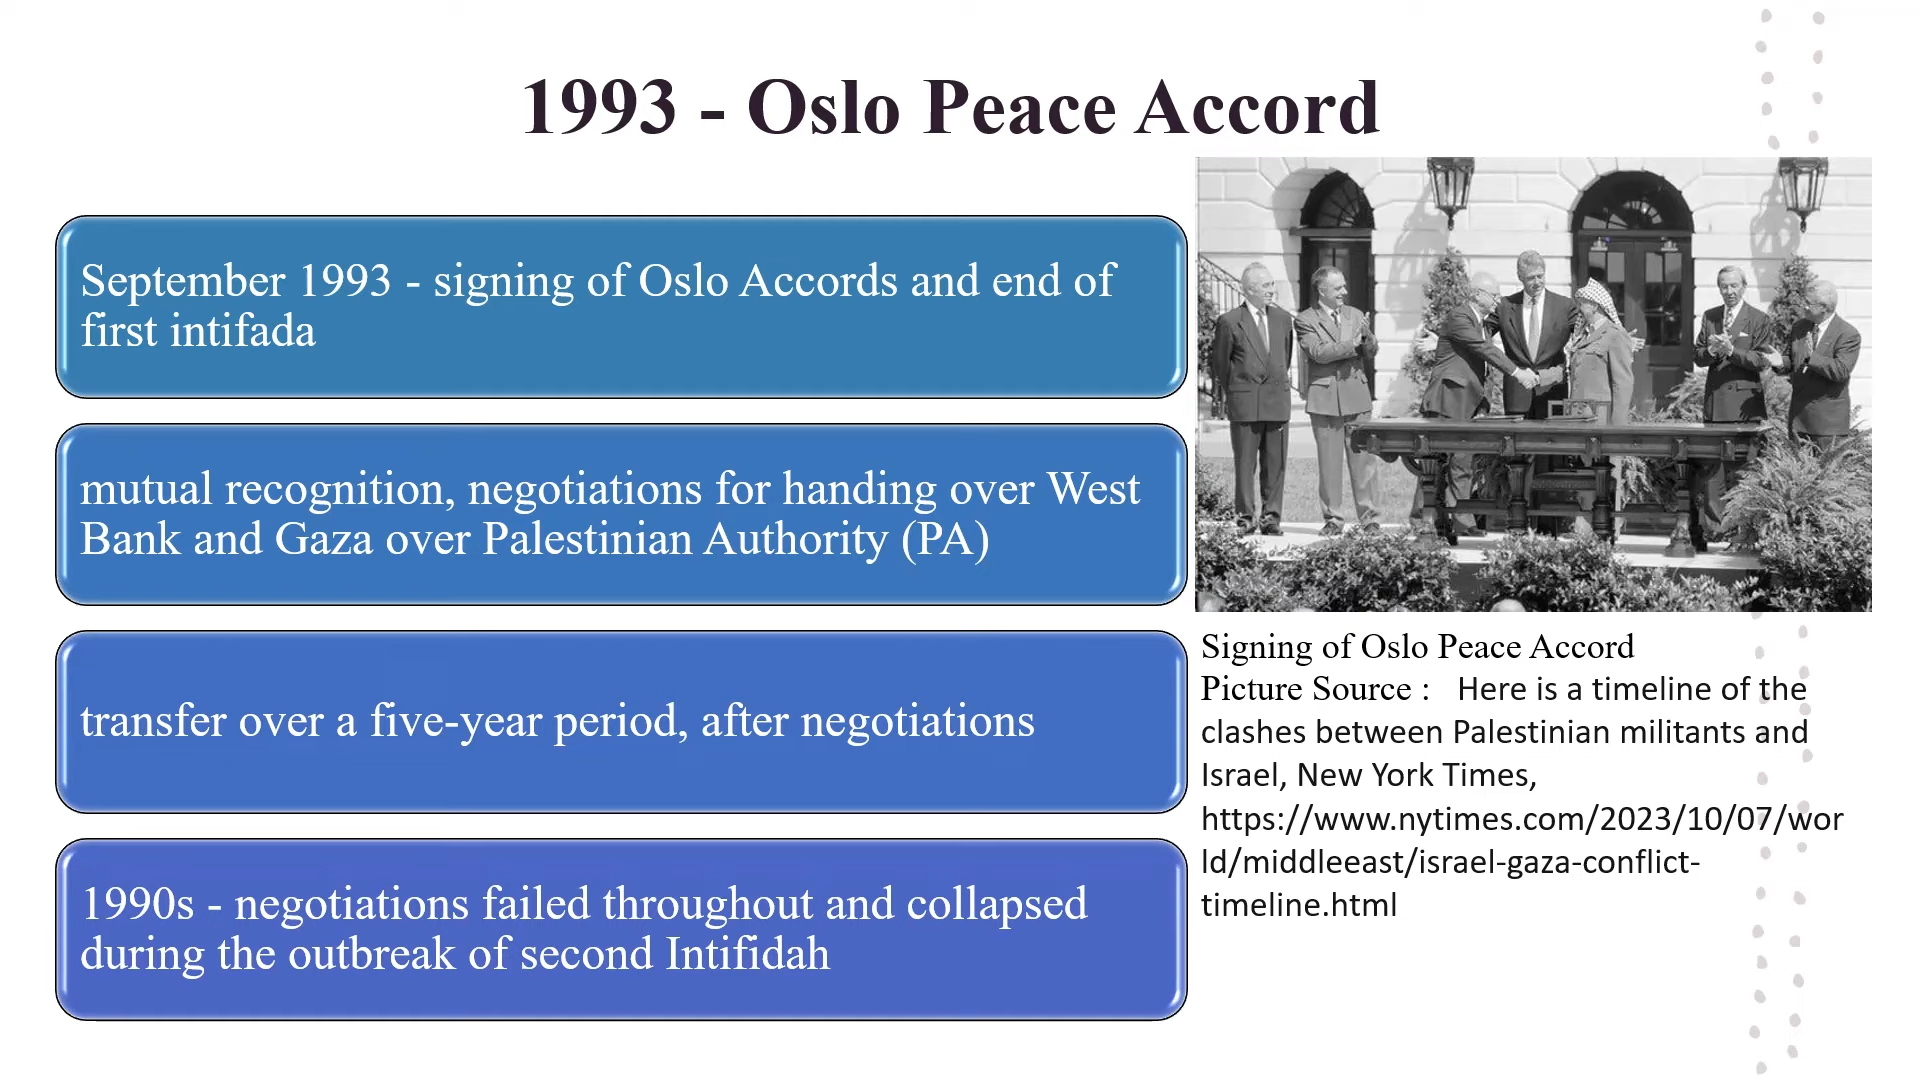 1993 - Oslo Peace Accord
September 1993 - signing of Oslo Accords and end of
first intifada
mutual recognition, negotiations for handing over West
Bank and Gaza over Palestinian Authority (PA)
transfer over a five-year period, after negotiations
1990s - negotiations failed throughout and collapsed
during the outbreak of second Intifidah
Signing of Oslo Peace Accord
Picture Source : Here is a timeline of the
clashes between Palestinian militants and
Israel, New York Times,
https://www.nytimes.com/2023/10/07/wor
ld/middleeast/israel-gaza-conflict-
timeline.html